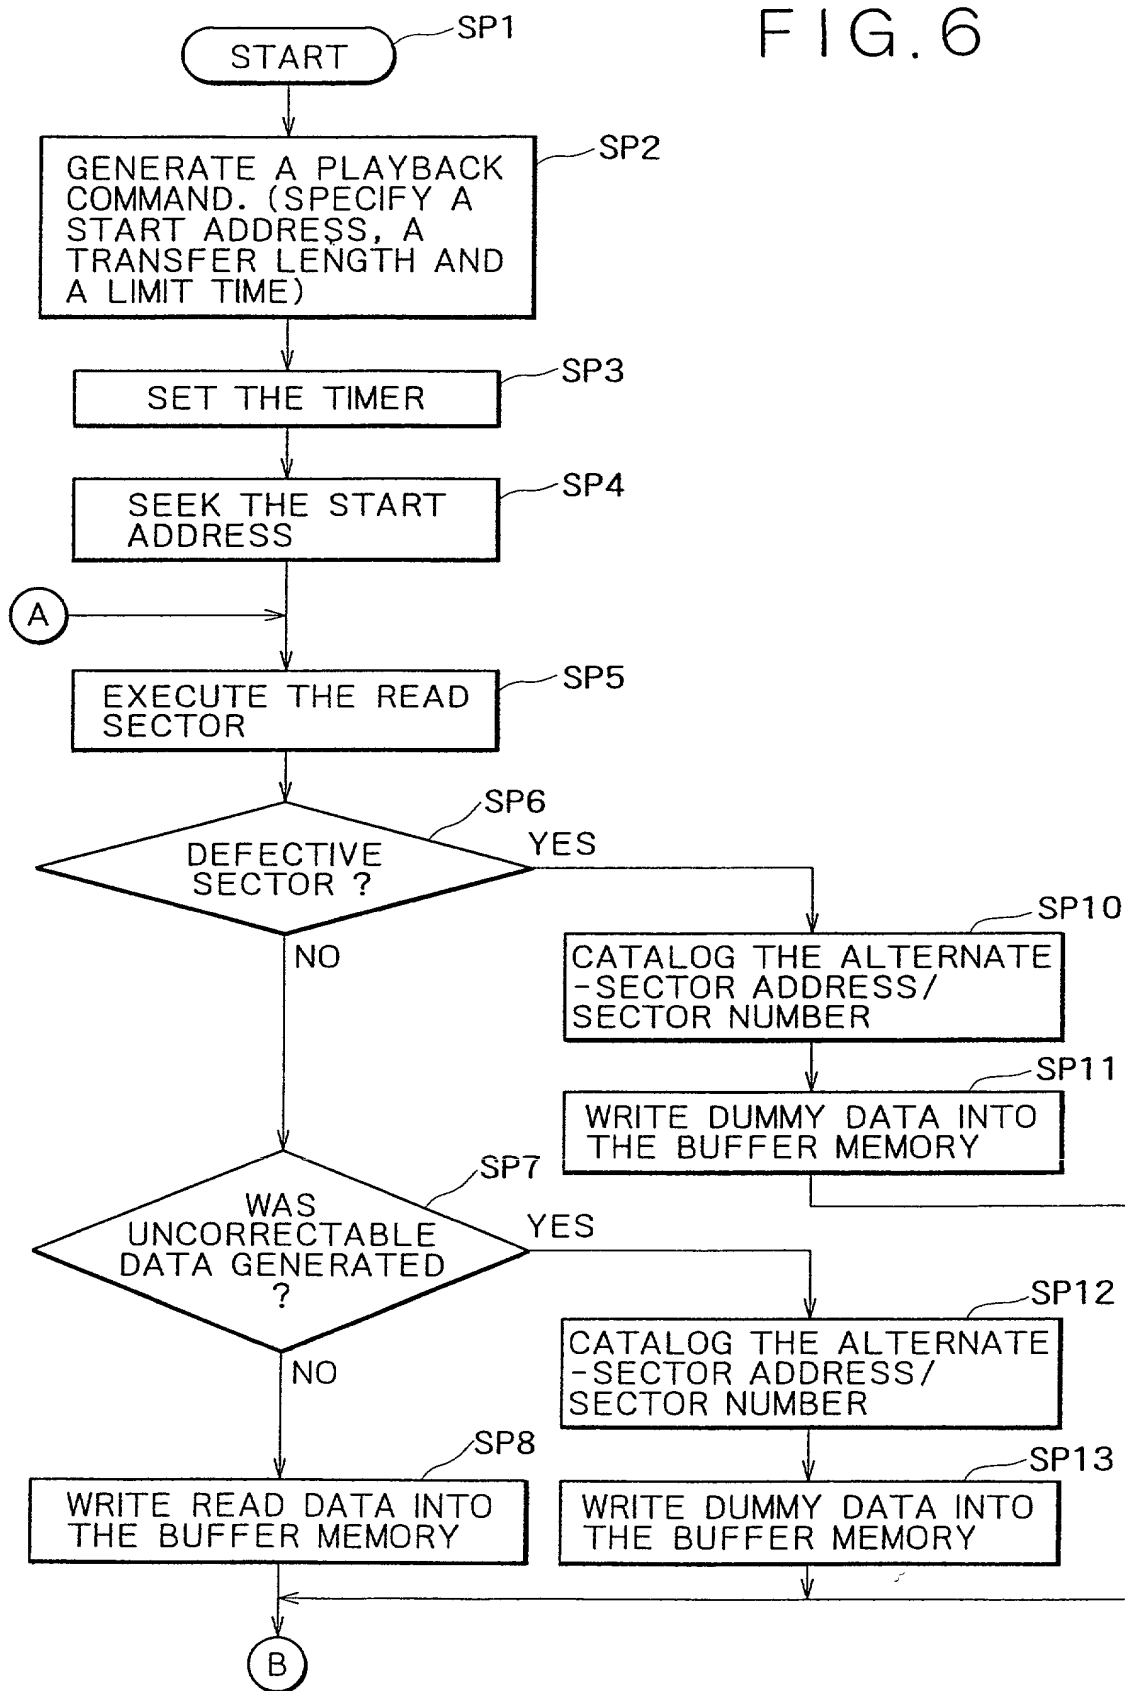 FIG.6
SP1
START
SP2
GENERATE A PLAYBACK
COMMAND. (SPECIFY A
START ADDRESS, A
TRANSFER LENGTH AND
A LIMIT TIME)
SP3
SET THE TIMER
SP4
SEEK THE START
ADDRESS
A
SP5
EXECUTE THE READ
SECTOR
SP6
DEFECTIVE
SECTOR ?
YES
NO
SP10
CATALOG THE ALTERNATE
-SECTOR ADDRESS/
SECTOR NUMBER
SP11
WRITE DUMMY DATA INTO
THE BUFFER MEMORY
SP7
WAS
UNCORRECTABLE
DATA GENERATED
?
YES
NO
SP12
CATALOG THE ALTERNATE
-SECTOR ADDRESS/
SECTOR NUMBER
SP8
WRITE READ DATA INTO
THE BUFFER MEMORY
SP13
WRITE DUMMY DATA INTO
THE BUFFER MEMORY
B